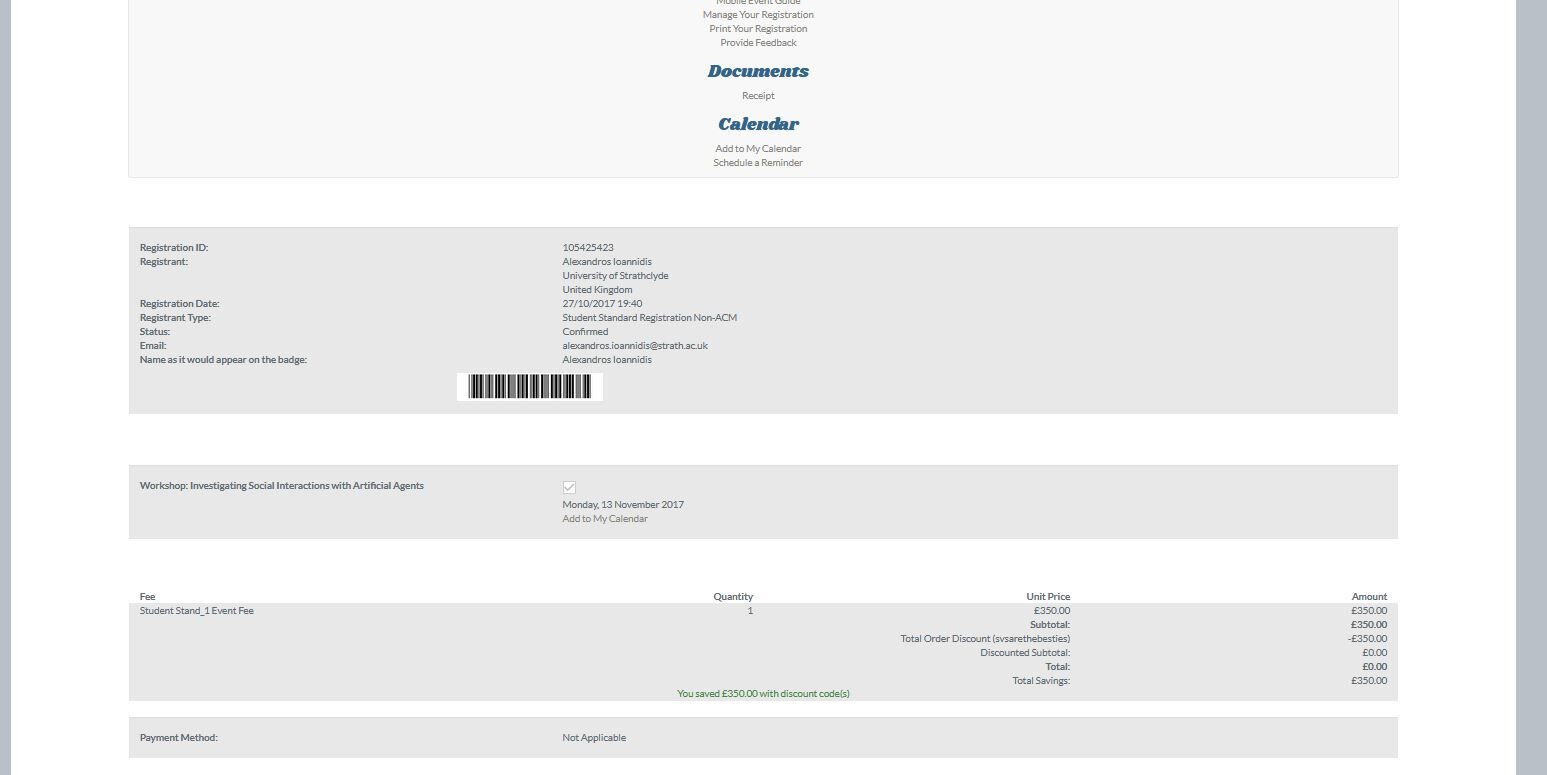 Mobile Event Guide
Manage Your Registration
Print Your Registration
Provide Feedback
Documents
Receipt
Calendar
Add to My Calendar
Schedule a Reminder
Registration ID: 105425423
Registrant: Alexandros Ioannidis
University of Strathclyde
United Kingdom
Registration Date: 27/10/2017 19:40
Registrant Type: Student Standard Registration Non-ACM
Status: Confirmed
Email: alexandros.ioannidis@strath.ac.uk
Name as it would appear on the badge: Alexandros Ioannidis
Workshop: Investigating Social Interactions with Artificial Agents
Monday, 13 November 2017
Add to My Calendar
Fee Quantity Unit Price Amount
Student Stand_1 Event Fee 1 £350.00 £350.00
Subtotal: £350.00
Total Order Discount (svsarethebesties) -£350.00
Discounted Subtotal: £0.00
Total: £0.00
Total Savings: £350.00
You saved £350.00 with discount code(s)
Payment Method: Not Applicable